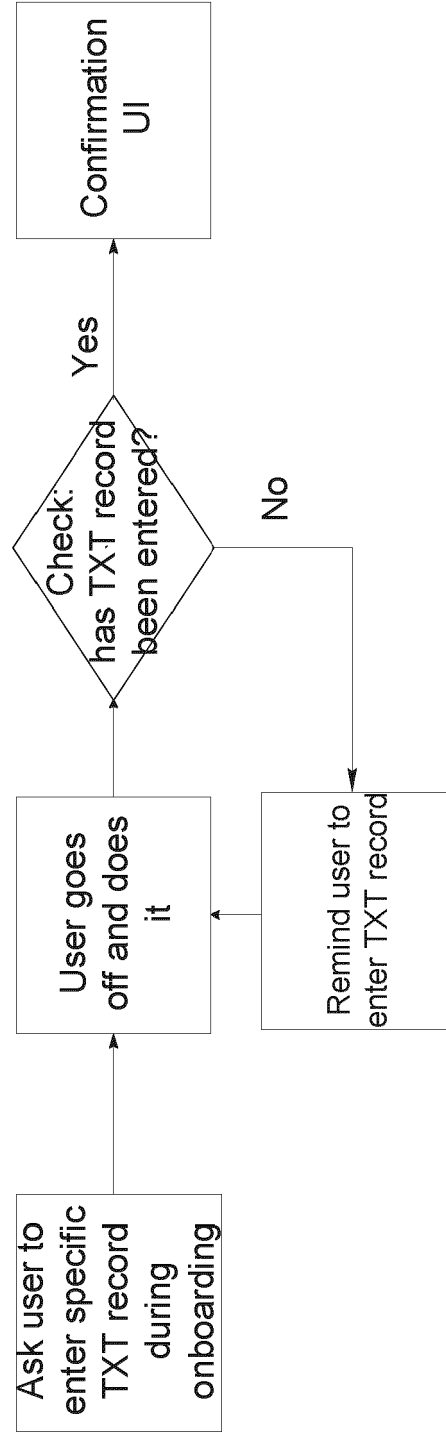 Ask user to
enter specific
TXT record
during
onboarding
User goes
off and does
it
Check:
has TXT record
been entered?
Yes
Confirmation
UI
No
Remind user to
enter TXT record